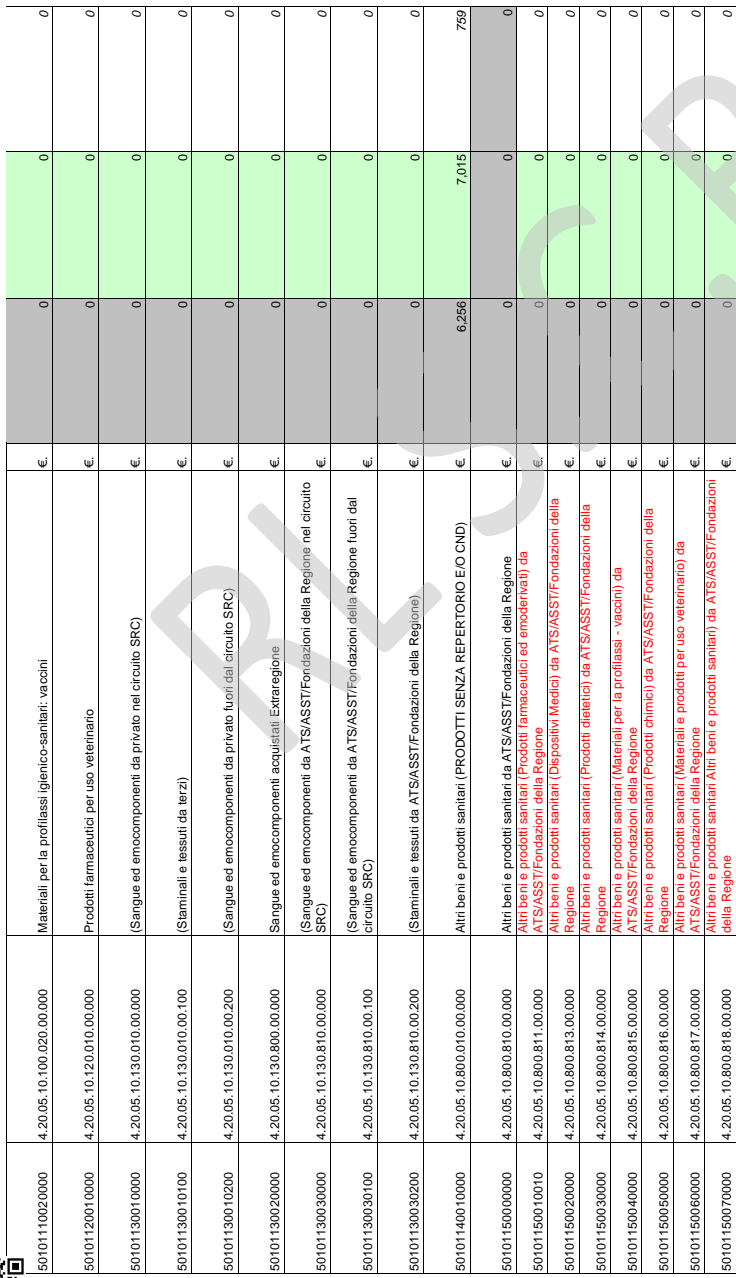 501011100200000 4.20.05.10.100.020.00.000 Materiali per la profilassi igienico-sanitari: vaccini €. 0 0 0
501011200100000 4.20.05.10.120.010.00.000 Prodotti farmaceutici per uso veterinario €. 0 0 0
501011300100000 4.20.05.10.130.010.00.000 (Sangue ed emocomponenti da privato nel circuito SRC) €. 0 0 0
501011300101000 4.20.05.10.130.010.00.100 (Staminali e tessuti da terzi) €. 0 0 0
501011300102000 4.20.05.10.130.010.00.200 (Sangue ed emocomponenti da privato fuori dal circuito SRC) €. 0 0 0
501011300200000 4.20.05.10.130.800.00.000 Sangue ed emocomponenti acquistati Extraregione €. 0 0 0
501011300300000 4.20.05.10.130.810.00.000 (Sangue ed emocomponenti da ATS/ASST/Fondazioni della Regione nel circuito
SRC) €. 0 0 0
501011300301000 4.20.05.10.130.810.00.100 (Sangue ed emocomponenti da ATS/ASST/Fondazioni della Regione fuori dal
circuito SRC) €. 0 0 0
501011300302000 4.20.05.10.130.810.00.200 (Staminali e tessuti da ATS/ASST/Fondazioni della Regione) €. 0 0 0
501011400100000 4.20.05.10.800.010.00.000 Altri beni e prodotti sanitari (PRODOTTI SENZA REPERTORIO E/O CND) €. 6,256 7,015 759
501011500000000 4.20.05.10.800.810.00.000 Altri beni e prodotti sanitari da ATS/ASST/Fondazioni della Regione €. 0 0 0
501011500100100 4.20.05.10.800.811.00.000 Altri beni e prodotti sanitari (Prodotti farmaceutici ed emoderivati) da
ATS/ASST/Fondazioni della Regione €. 0 0 0
501011500200000 4.20.05.10.800.813.00.000 Altri beni e prodotti sanitari (Dispositivi Medici) da ATS/ASST/Fondazioni della
Regione €. 0 0 0
501011500300000 4.20.05.10.800.814.00.000 Altri beni e prodotti sanitari (Prodotti dietetici) da ATS/ASST/Fondazioni della
Regione €. 0 0 0
501011500400000 4.20.05.10.800.815.00.000 Altri beni e prodotti sanitari (Materiali per la profilassi - vaccini) da
ATS/ASST/Fondazioni della Regione €. 0 0 0
501011500500000 4.20.05.10.800.816.00.000 Altri beni e prodotti sanitari (Prodotti chimici) da ATS/ASST/Fondazioni della
Regione €. 0 0 0
501011500600000 4.20.05.10.800.817.00.000 Altri beni e prodotti sanitari (Materiali e prodotti per uso veterinario) da
ATS/ASST/Fondazioni della Regione €. 0 0 0
501011500700000 4.20.05.10.800.818.00.000 Altri beni e prodotti sanitari Altri beni e prodotti sanitari) da ATS/ASST/Fondazioni
della Regione €. 0 0 0